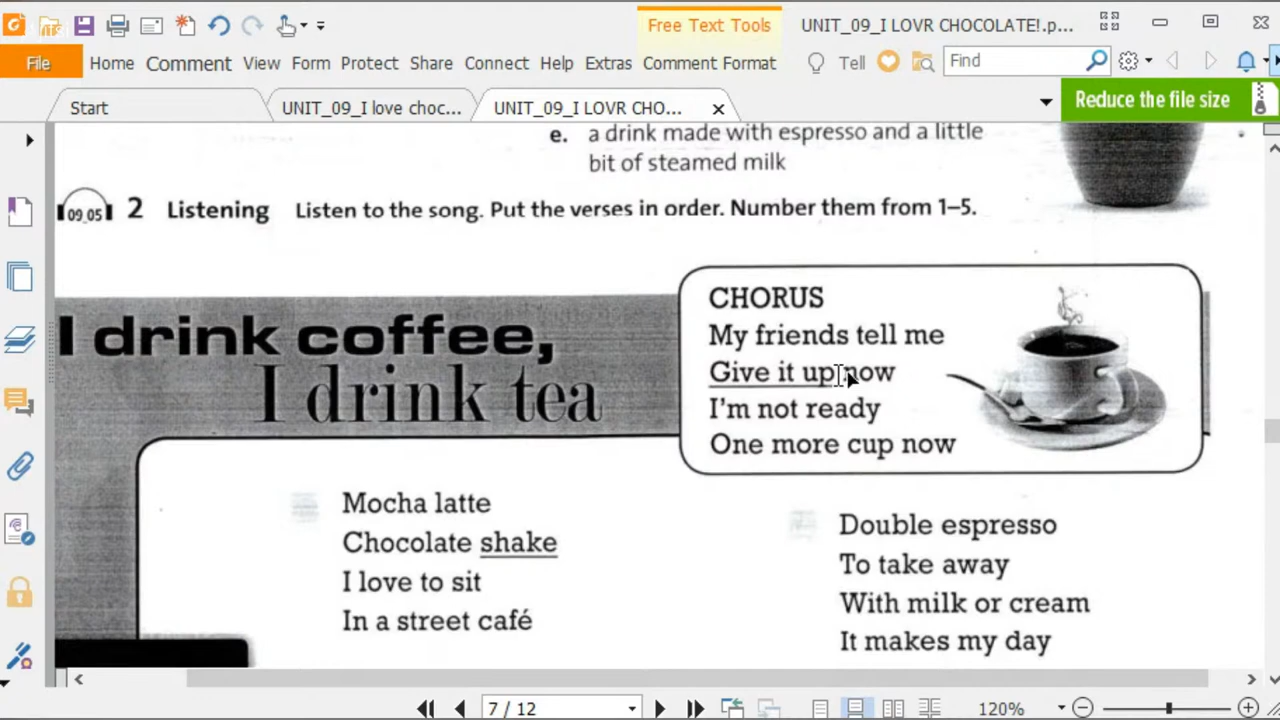 Free Text Tools
UNIT_09_I LOVR CHOCOLATE!.p...
File
Home
Comment
View
Form
Protect
Share
Connect
Help
Extras
Comment Format
Tell
Find
Start
UNIT_09_I love choc...
UNIT_09_I LOVR CHO...
Reduce the file size
e. a drink made with espresso and a little
bit of steamed milk
09_05 2 Listening Listen to the song. Put the verses in order. Number them from 1–5.
I drink coffee,
I drink tea
CHORUS
My friends tell me
Give it up now
I'm not ready
One more cup now
Mocha latte
Chocolate shake
I love to sit
In a street café
Double espresso
To take away
With milk or cream
It makes my day
7 / 12
120%